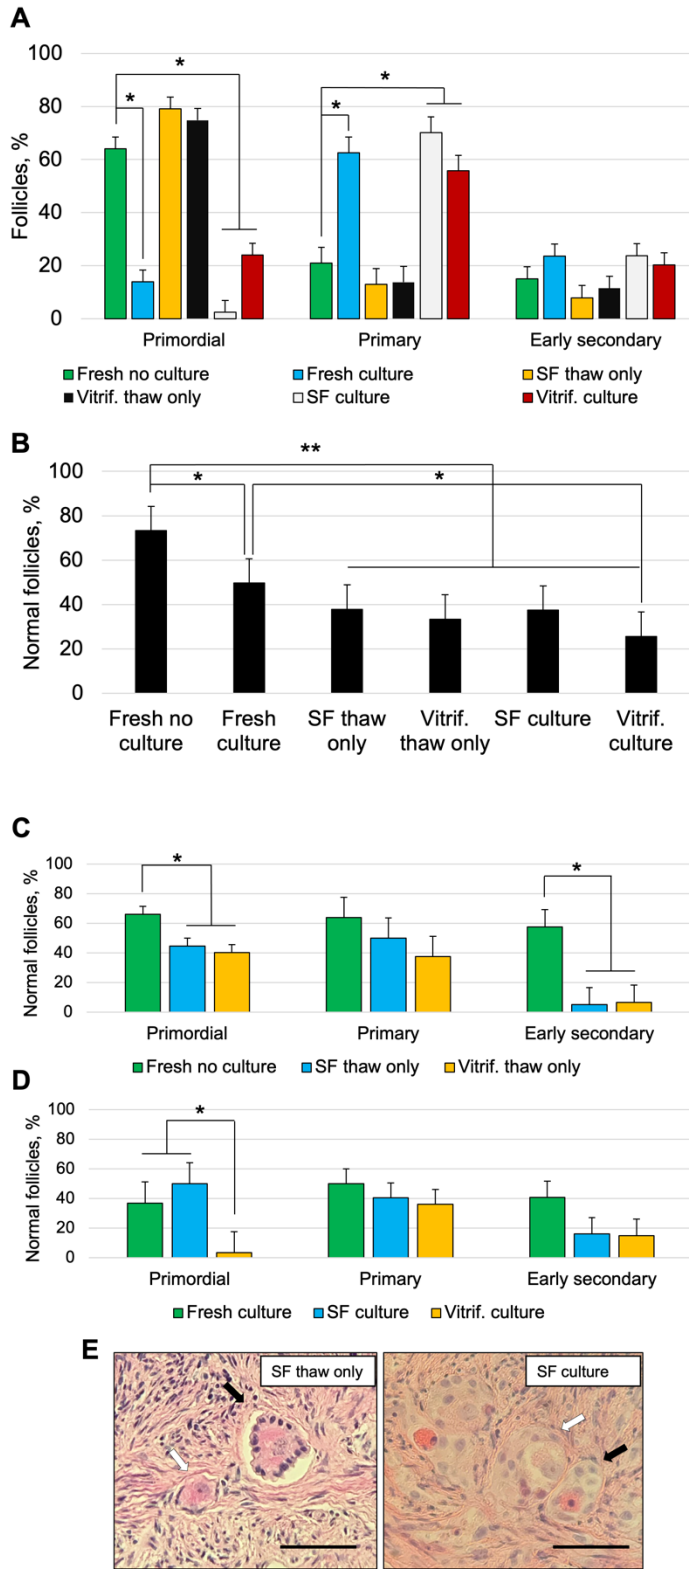 A
100
80
60
40
20
0
Follicles, %
*
*
*
*
Primordial
Primary
Early secondary
Fresh no culture
Fresh culture
SF thaw only
Vitrif. thaw only
SF culture
Vitrif. culture
B
100
80
60
40
20
0
Normal follicles, %
**
*
*
Fresh no
culture
Fresh
culture
SF thaw
only
Vitrif.
thaw only
SF culture
Vitrif.
culture
C
100
80
60
40
20
0
Normal follicles, %
*
*
Primordial
Primary
Early secondary
Fresh no culture
SF thaw only
Vitrif. thaw only
D
100
80
60
40
20
0
Normal follicles, %
*
Primordial
Primary
Early secondary
Fresh culture
SF culture
Vitrif. culture
E
SF thaw only
SF culture